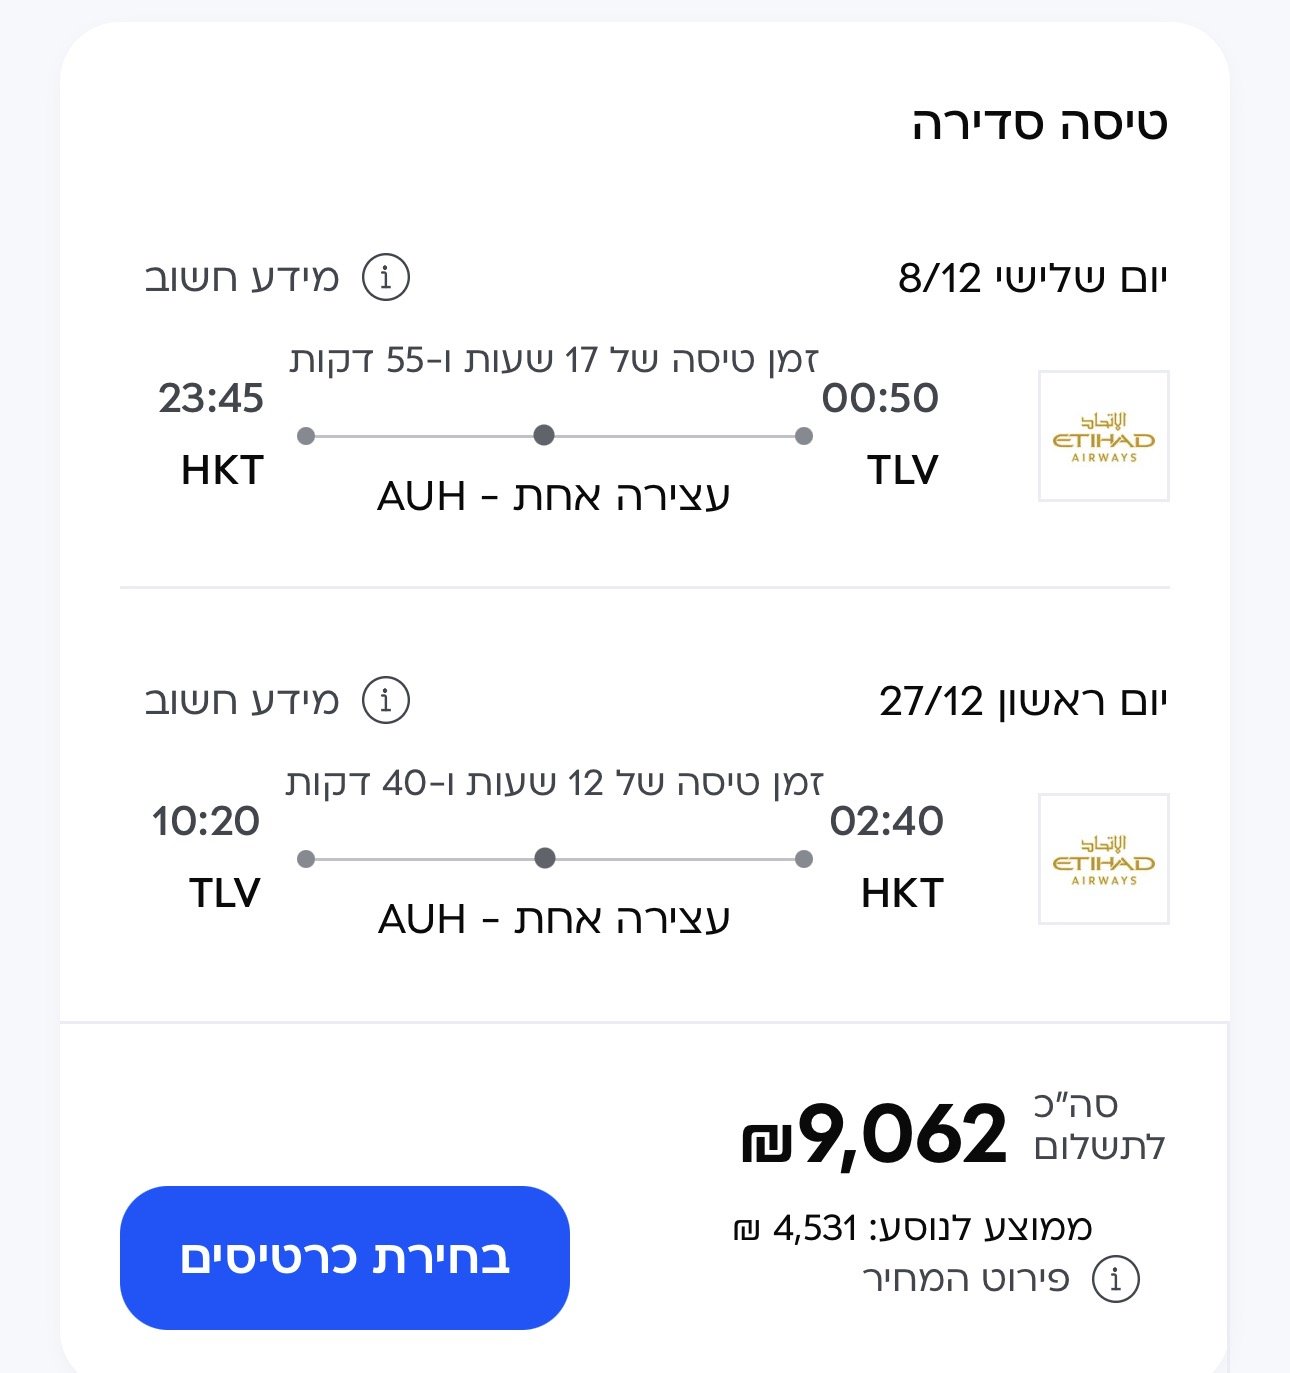 טיסה סדירה
יום שלישי 8/12
מידע חשוב
الإتحاد
ETIHAD
AIRWAYS
זמן טיסה של 17 שעות ו-55 דקות
00:50
23:45
TLV
HKT
עצירה אחת - AUH
יום ראשון 27/12
מידע חשוב
الإتحاد
ETIHAD
AIRWAYS
זמן טיסה של 12 שעות ו-40 דקות
02:40
10:20
HKT
TLV
עצירה אחת - AUH
סה"כ
לתשלום
₪9,062
ממוצע לנוסע: 4,531 ₪
פירוט המחיר
בחירת כרטיסים